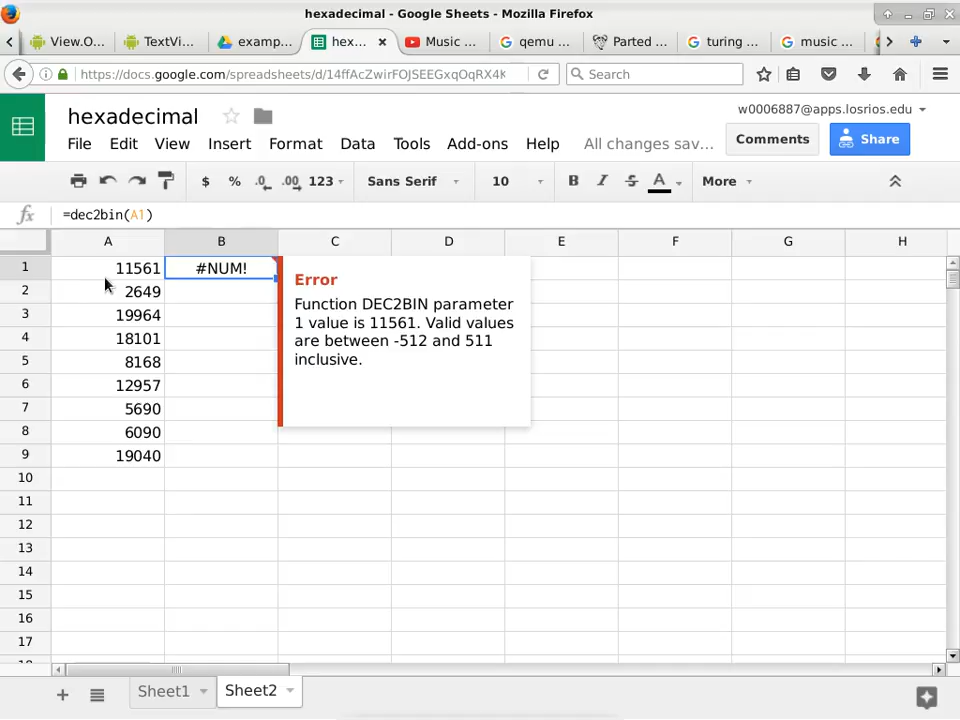 hexadecimal - Google Sheets - Mozilla Firefox
View.O...
TextVi...
examp...
hex...
Music ...
qemu ...
Parted ...
turing ...
music ...
https://docs.google.com/spreadsheets/d/14ffAcZwirFOJSEEGxqOqRX4K
Search
hexadecimal
w0006887@apps.losrios.edu
File Edit View Insert Format Data Tools Add-ons Help All changes sav...
Comments
Share
$ % .0 .00 123 Sans Serif 10 B I S A More
fx =dec2bin(A1)
A B C D E F G H
1 11561 #NUM!
2 2649
3 19964
4 18101
5 8168
6 12957
7 5690
8 6090
9 19040
10
11
12
13
14
15
16
17
Error
Function DEC2BIN parameter
1 value is 11561. Valid values
are between -512 and 511
inclusive.
Sheet1
Sheet2